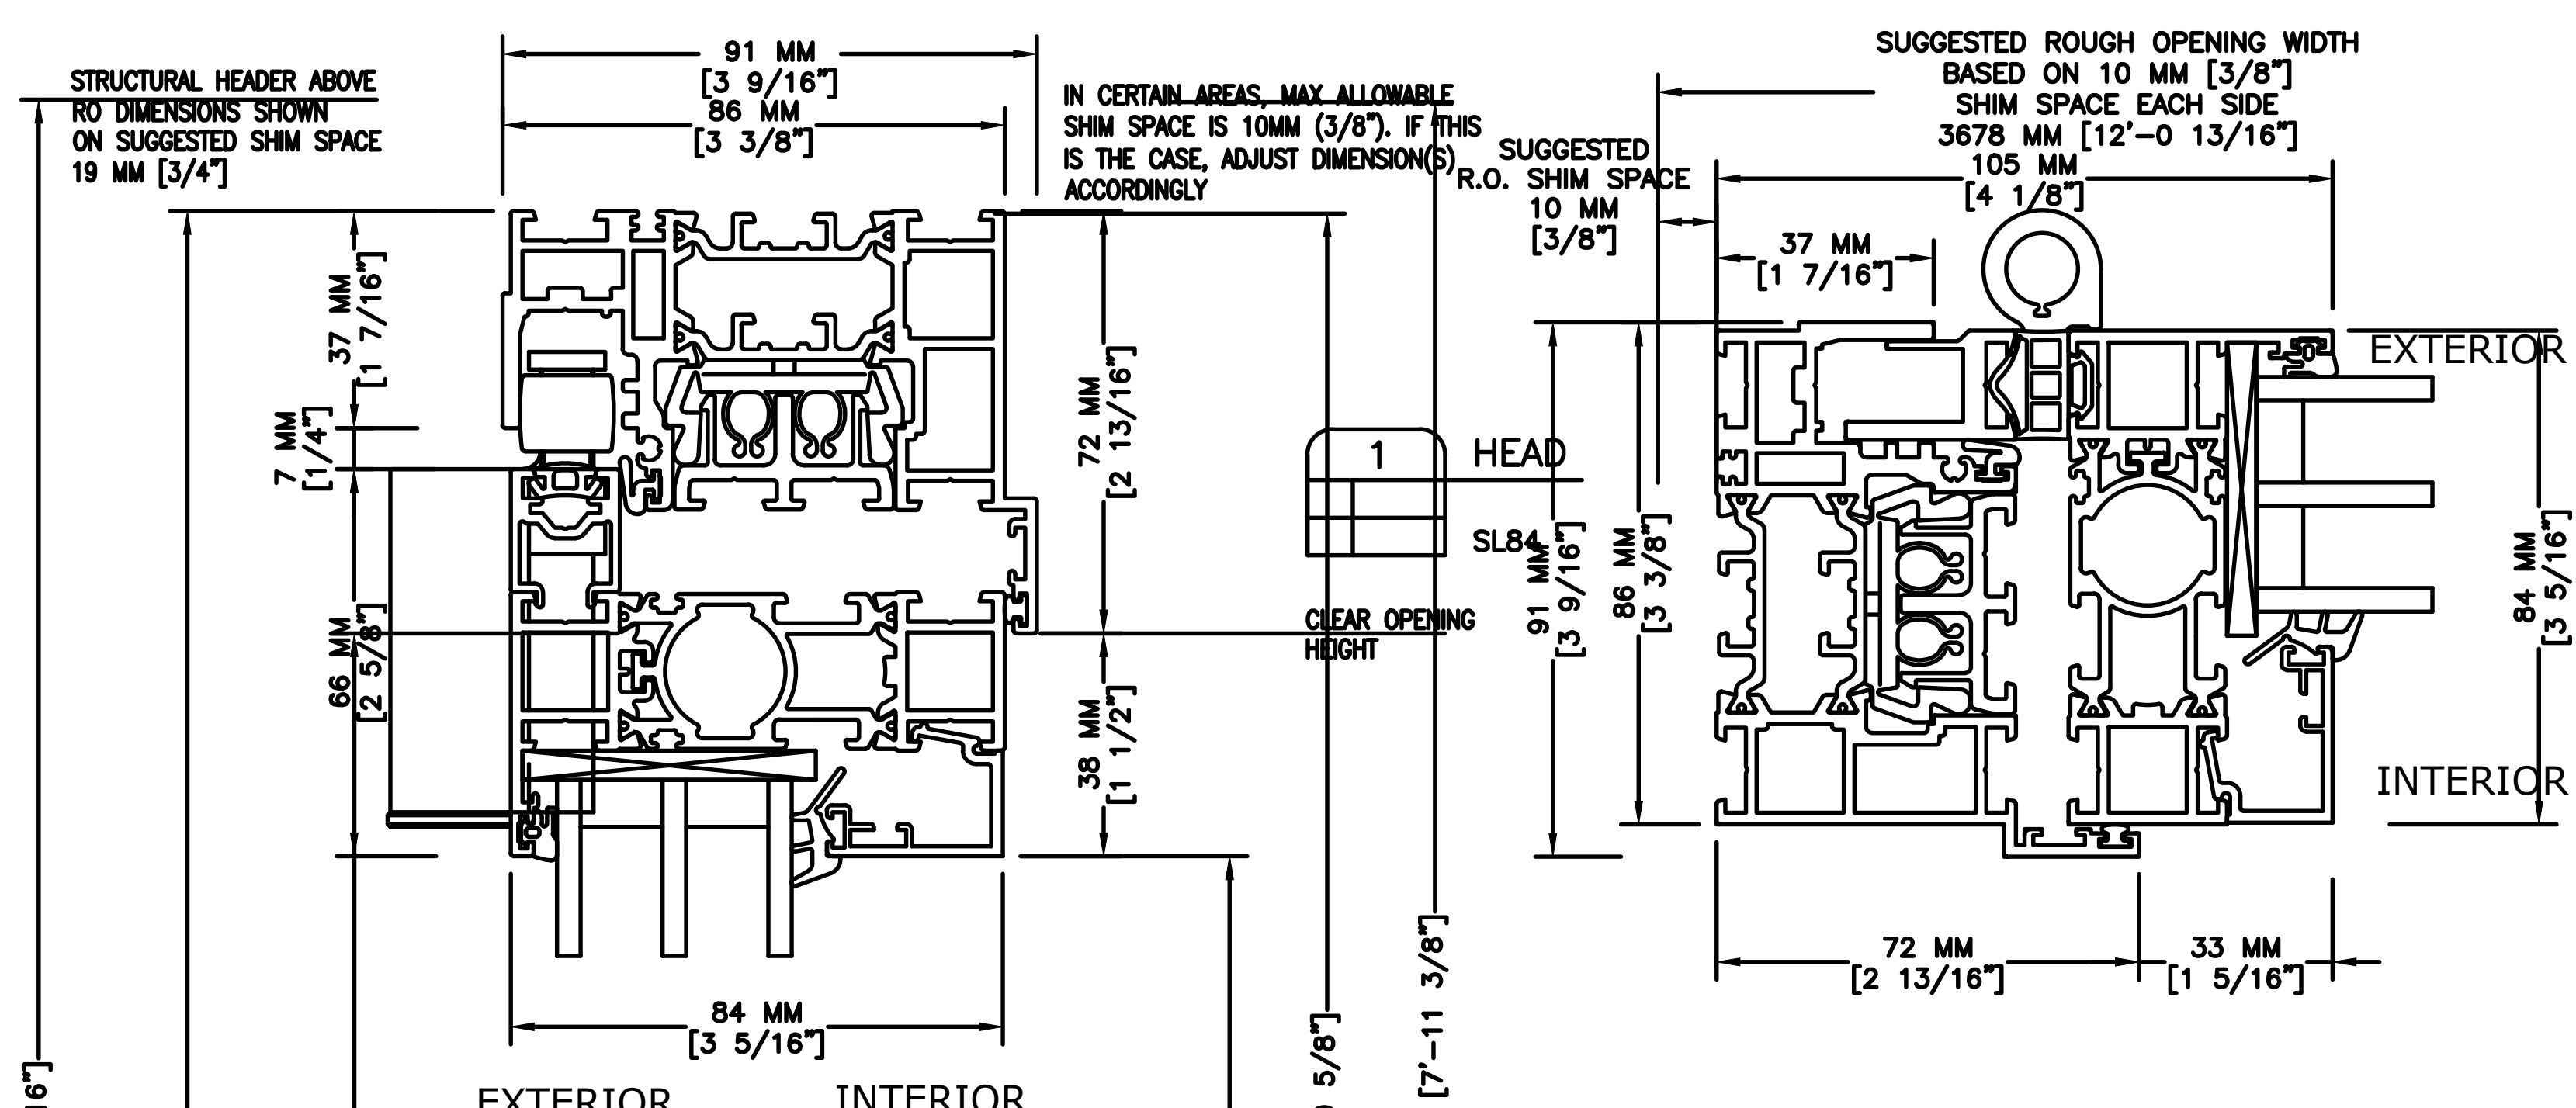 STRUCTURAL HEADER ABOVE
RO DIMENSIONS SHOWN
ON SUGGESTED SHIM SPACE
19 MM [3/4"]
91 MM
[3 9/16"]
86 MM
[3 3/8"]
IN CERTAIN AREAS, MAX ALLOWABLE
SHIM SPACE IS 10MM (3/8"). IF THIS
IS THE CASE, ADJUST DIMENSION(S)
ACCORDINGLY
37 MM
[1 7/16"]
7 MM
[1/4"]
66 MM
[2 5/8"]
72 MM
[2 13/16"]
38 MM
[1 1/2"]
84 MM
[3 5/16"]
EXTERIOR
INTERIOR
16"]
1
HEAD
SL84
CLEAR OPENING
HEIGHT
5/8"]
[7'-11 3/8"]
SUGGESTED ROUGH OPENING WIDTH
BASED ON 10 MM [3/8"]
SHIM SPACE EACH SIDE
3678 MM [12'-0 13/16"]
SUGGESTED
R.O. SHIM SPACE
10 MM
[3/8"]
105 MM
[4 1/8"]
37 MM
[1 7/16"]
91 MM
[3 9/16"]
86 MM
[3 3/8"]
EXTERIOR
84 MM
[3 5/16"]
INTERIOR
72 MM
[2 13/16"]
33 MM
[1 5/16"]